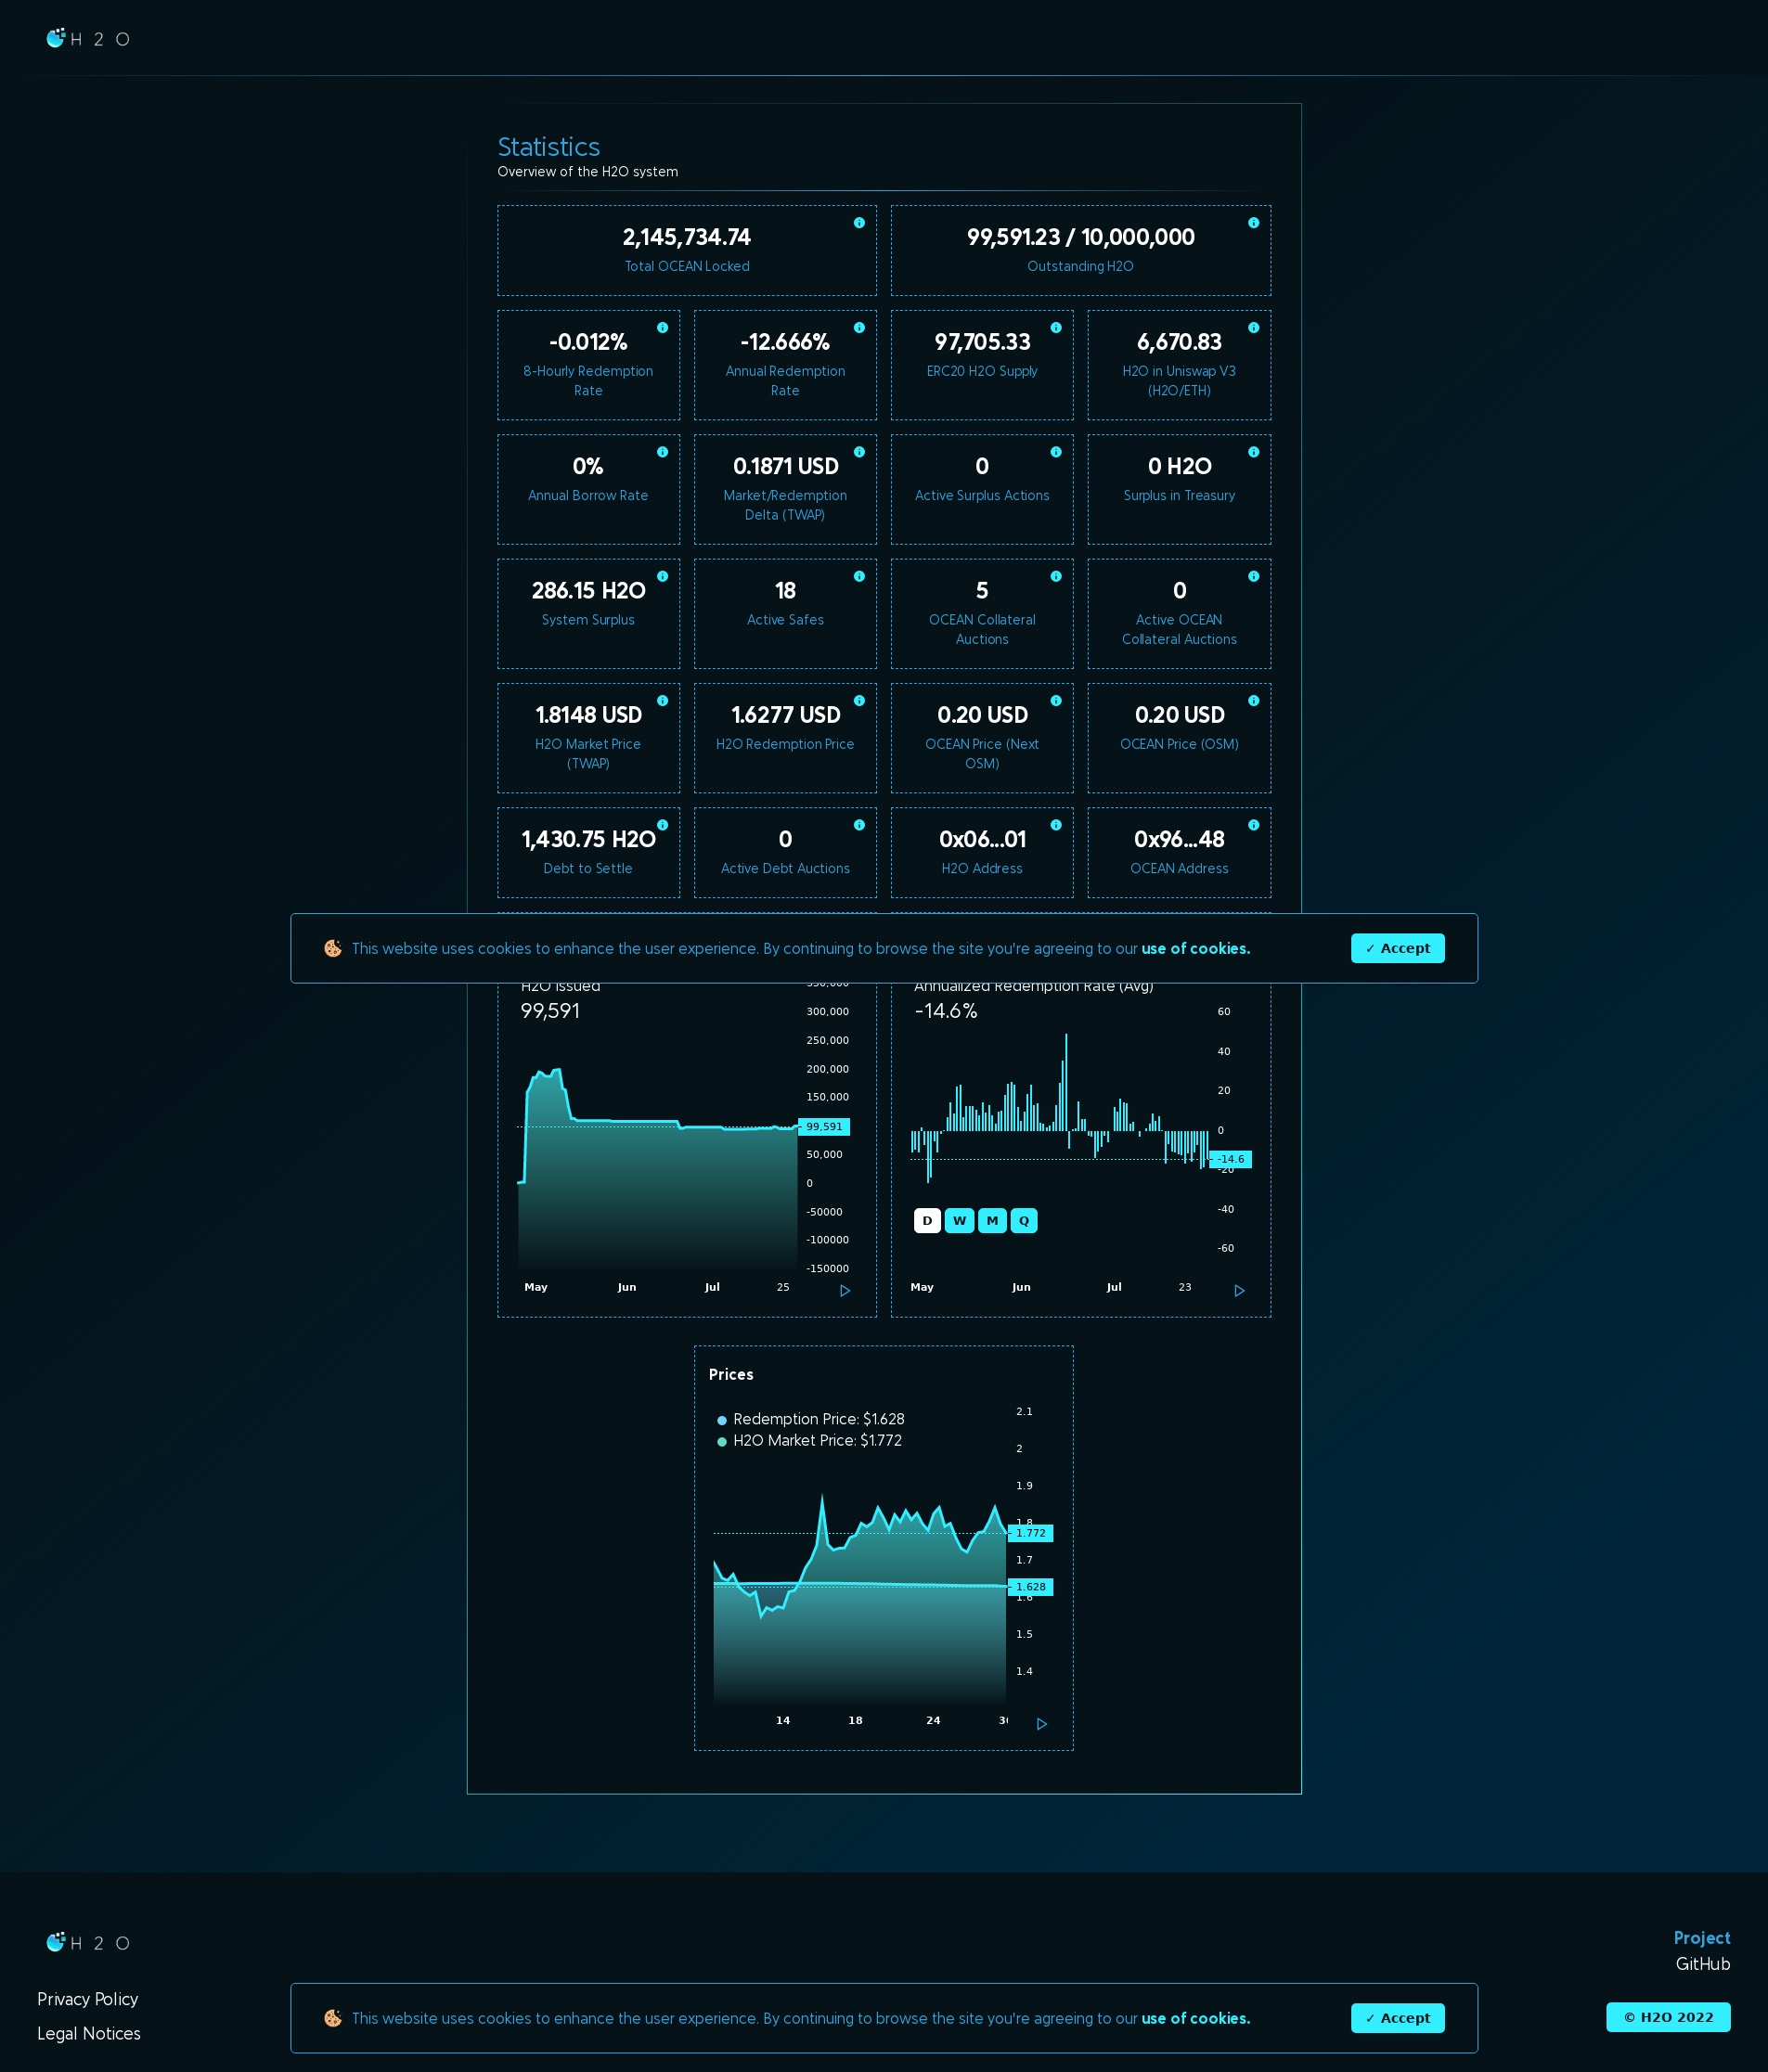 H 2 O
Statistics
Overview of the H2O system
2,145,734.74
Total OCEAN Locked
99,591.23 / 10,000,000
Outstanding H2O
-0.012%
8-Hourly Redemption
Rate
-12.666%
Annual Redemption
Rate
97,705.33
ERC20 H2O Supply
6,670.83
H2O in Uniswap V3
(H2O/ETH)
0%
Annual Borrow Rate
0.1871 USD
Market/Redemption
Delta (TWAP)
0
Active Surplus Actions
0 H2O
Surplus in Treasury
286.15 H2O
System Surplus
18
Active Safes
5
OCEAN Collateral
Auctions
0
Active OCEAN
Collateral Auctions
1.8148 USD
H2O Market Price
(TWAP)
1.6277 USD
H2O Redemption Price
0.20 USD
OCEAN Price (Next
OSM)
0.20 USD
OCEAN Price (OSM)
1,430.75 H2O
Debt to Settle
0
Active Debt Auctions
0x06...01
H2O Address
0x96...48
OCEAN Address
This website uses cookies to enhance the user experience. By continuing to browse the site you're agreeing to our use of cookies.
✓ Accept
H2O Issued
99,591
350,000
300,000
250,000
200,000
150,000
99,591
50,000
0
-50000
-100000
-150000
May Jun Jul 25
Annualized Redemption Rate (Avg)
-14.6%
60
40
20
0
-14.6
-20
-40
-60
D W M Q
May Jun Jul 23
Prices
Redemption Price: $1.628
H2O Market Price: $1.772
2.1
2
1.9
1.8
1.772
1.7
1.628
1.6
1.5
1.4
14 18 24 30
H 2 O
Privacy Policy
Legal Notices
This website uses cookies to enhance the user experience. By continuing to browse the site you're agreeing to our use of cookies.
✓ Accept
Project
GitHub
© H2O 2022